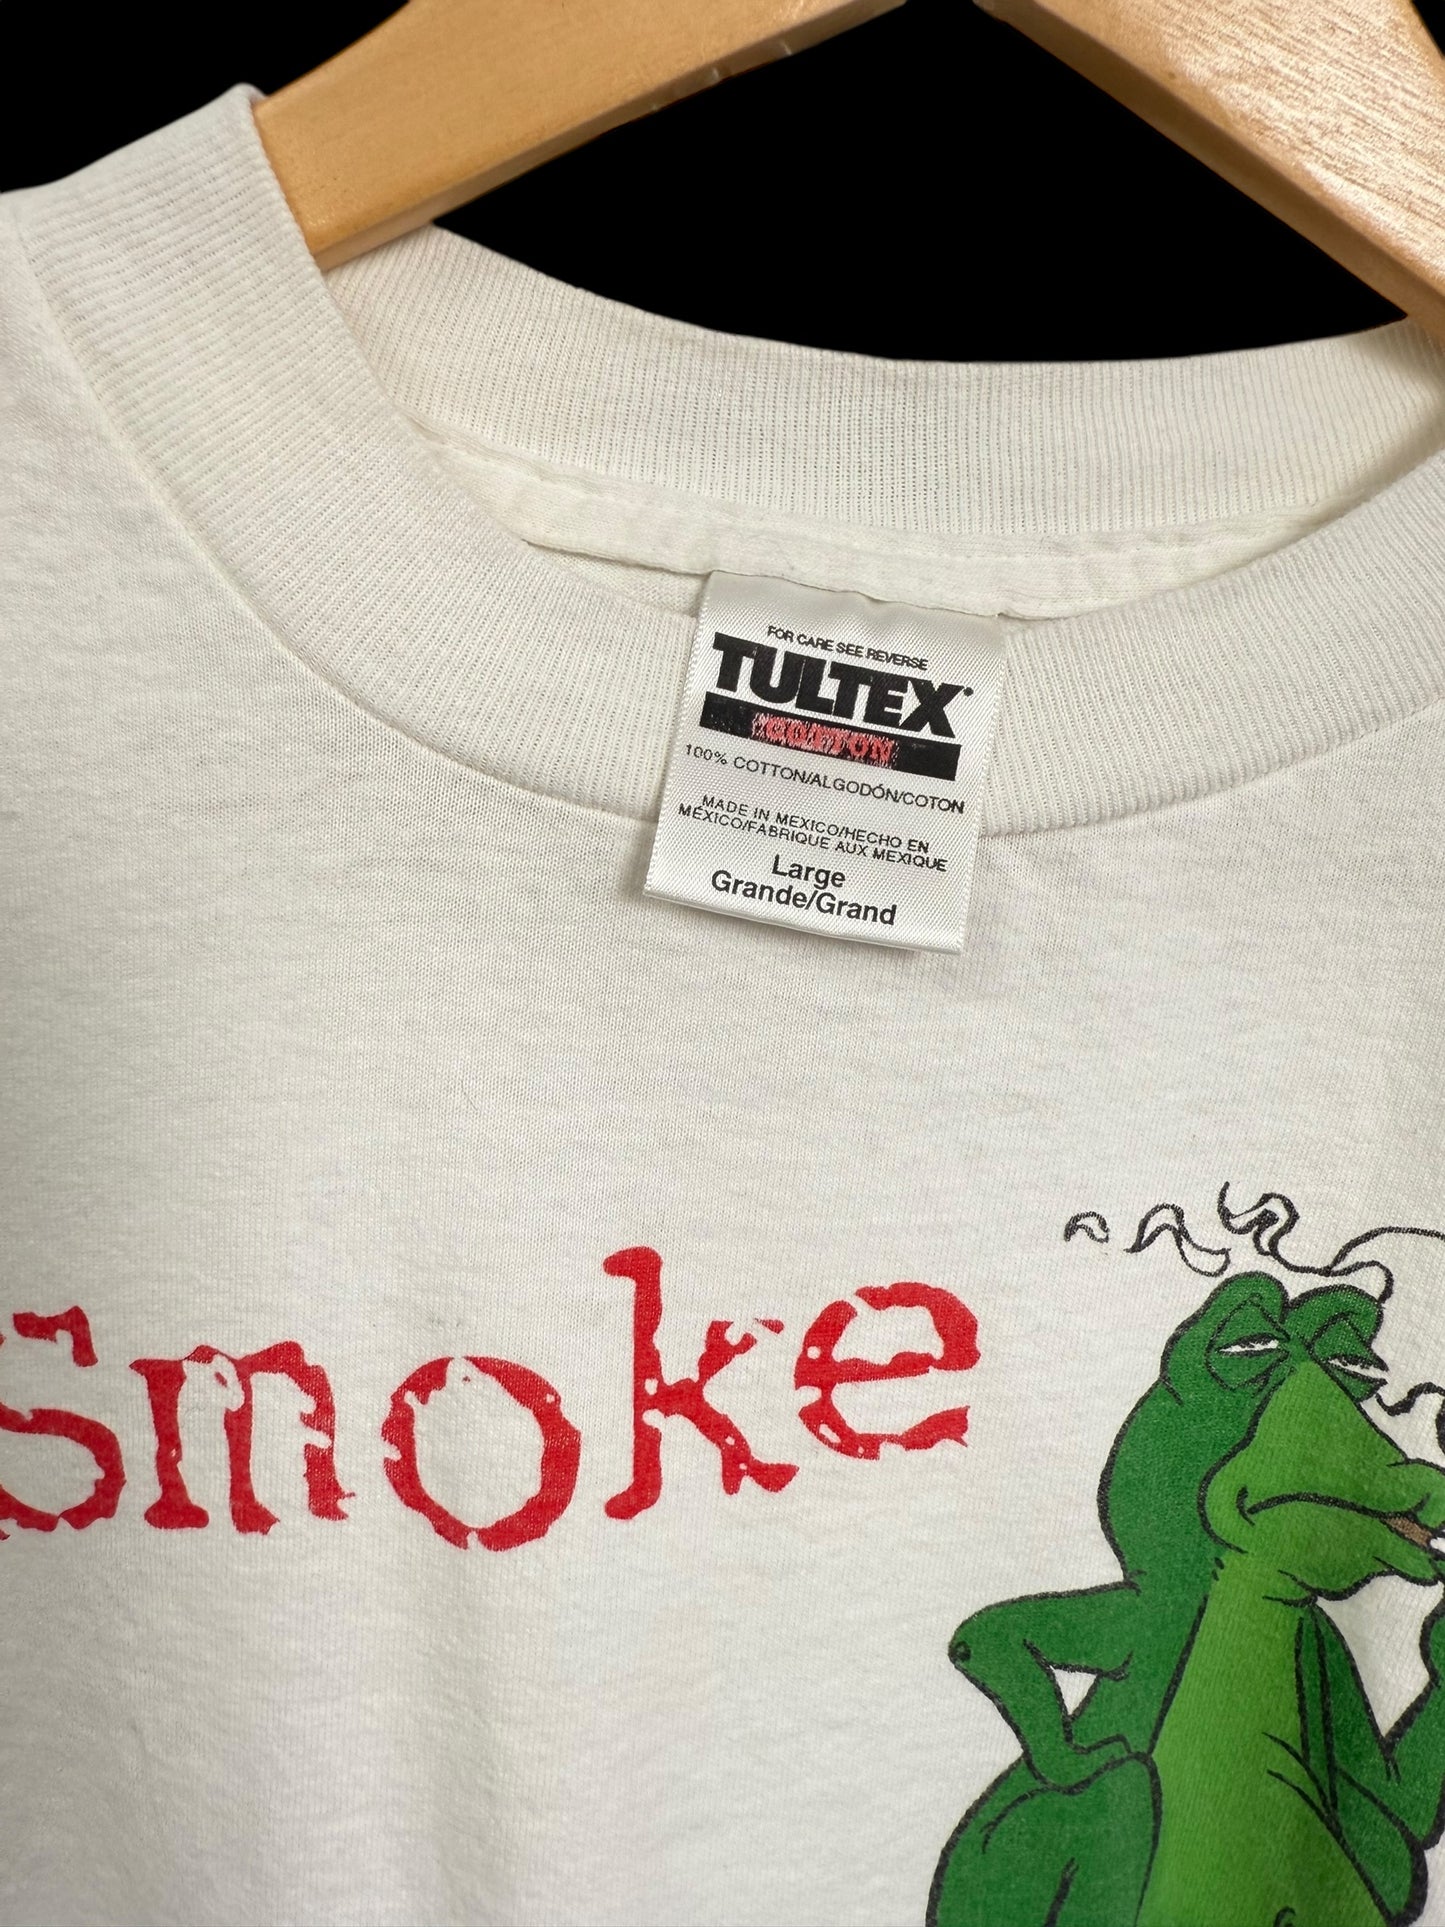 FOR CARE SEE REVERSE
TULTEX
COTTON
100% COTTON/ALGODÓN/COTON
MADE IN MEXICO/HECHO EN
MÉXICO/FABRIQUE AUX MEXIQUE
Large
Grande/Grand
smoke